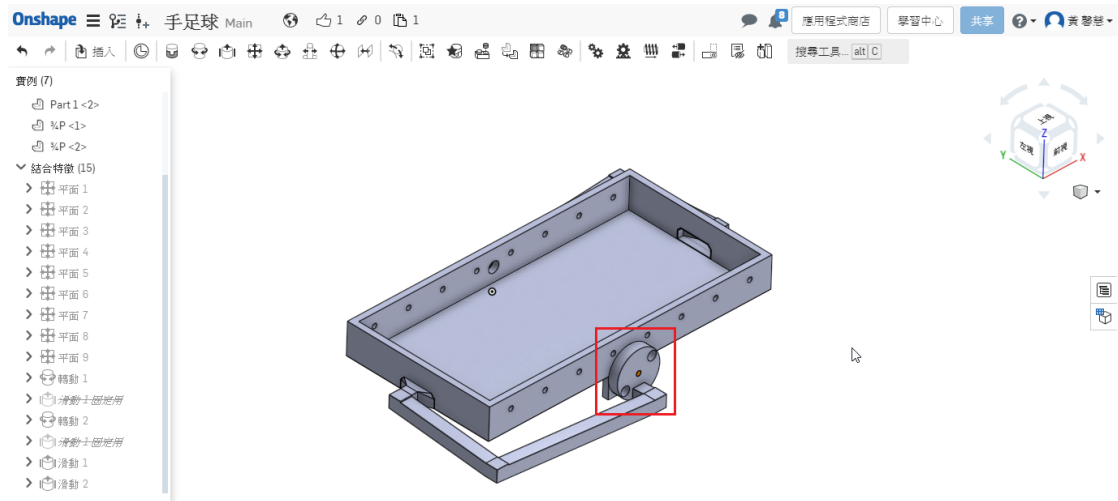 Onshape 手足球 Main 1 0 1 8 應用程式商店 學習中心 共享 黃馨慧
插入 搜尋工具... alt C
實例 (7)
Part 1 <2>
¾P <1>
¾P <2>
結合特徵 (15)
平面 1
平面 2
平面 3
平面 4
平面 5
平面 6
平面 7
平面 8
平面 9
轉動 1
滑動 1 固定用
轉動 2
滑動 1 固定用
滑動 1
滑動 2
上視
Z
左視 前視
Y X